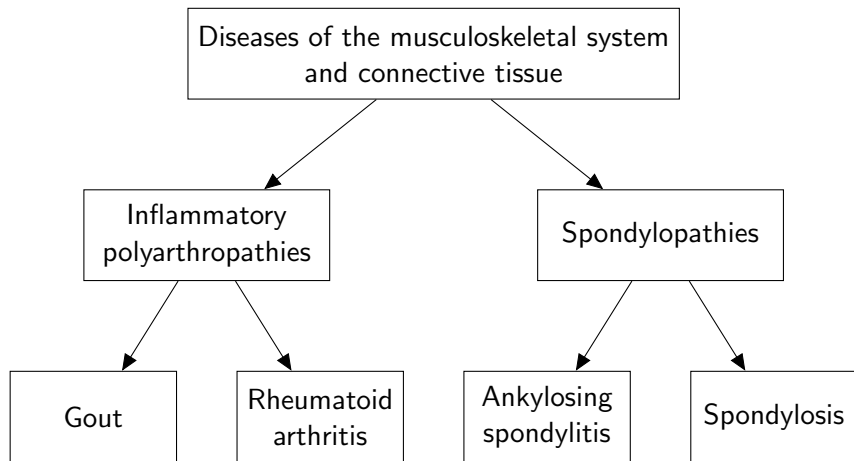 Diseases of the musculoskeletal system
and connective tissue
Inflammatory
polyarthropathies
Spondylopathies
Gout
Rheumatoid
arthritis
Ankylosing
spondylitis
Spondylosis